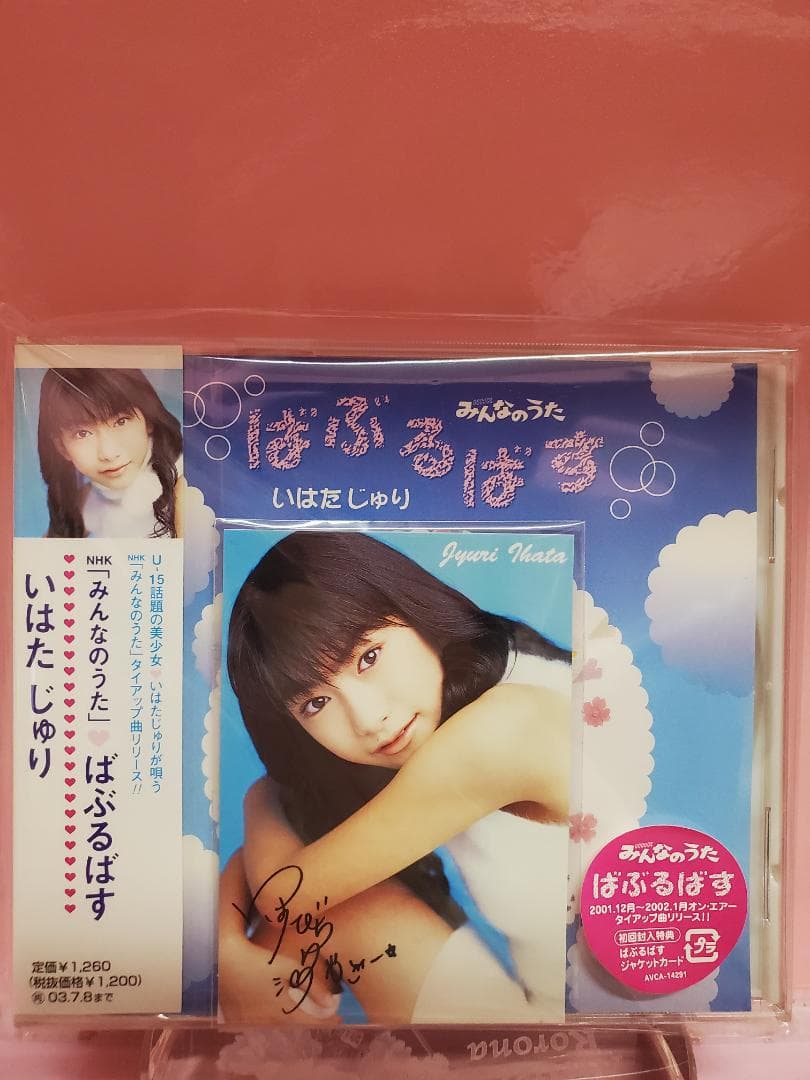 みんなのうた
ばぶるばす
いはた じゅり
Jyuri Ihata
U-15話題の美少女♥いはたじゅりが唄う
NHK「みんなのうた」タイアップ曲リリース!!
NHK「みんなのうた」♥ばぶるばす
いはた じゅり
定価¥1,260
(税抜価格¥1,200)
再 03.7.8まで
みんなのうた
ばぶるばす
2001.12月〜2002.1月オン・エアー
タイアップ曲リリース!!
初回封入特典
ばぶるばす
ジャケットカード
プラ
AVCA-14291
Korona